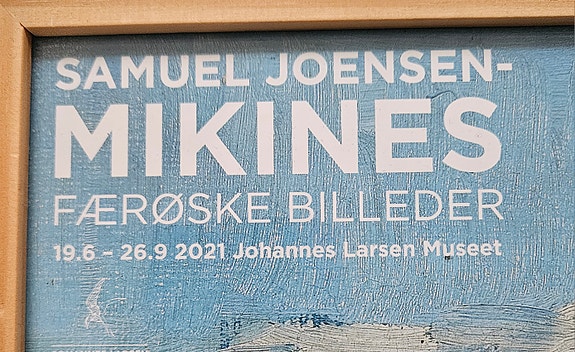 SAMUEL JOENSEN-
MIKINES
FÆRØSKE BILLEDER
19.6 – 26.9 2021 Johannes Larsen Museet